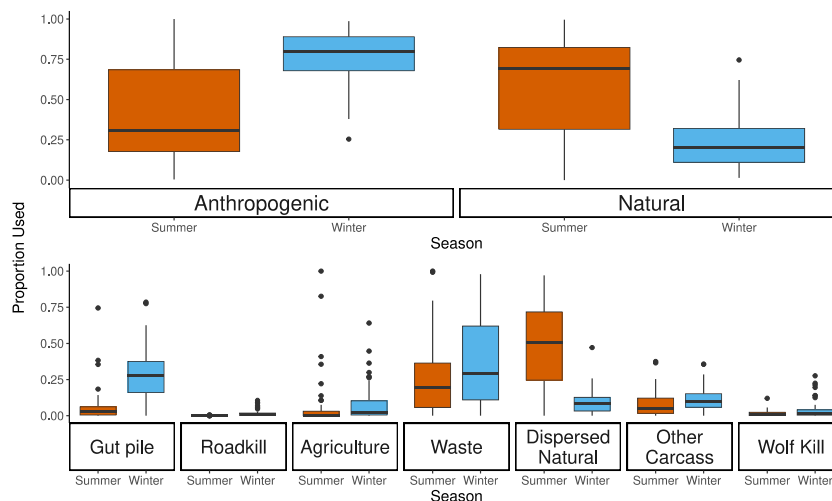 1.00
0.75
0.50
0.25
0.00
Anthropogenic
Natural
Summer Winter Summer Winter
Season
Proportion Used
1.00
0.75
0.50
0.25
0.00
Gut pile
Roadkill
Agriculture
Waste
Dispersed
Natural
Other
Carcass
Wolf Kill
Summer Winter Summer Winter Summer Winter Summer Winter Summer Winter Summer Winter Summer Winter
Season